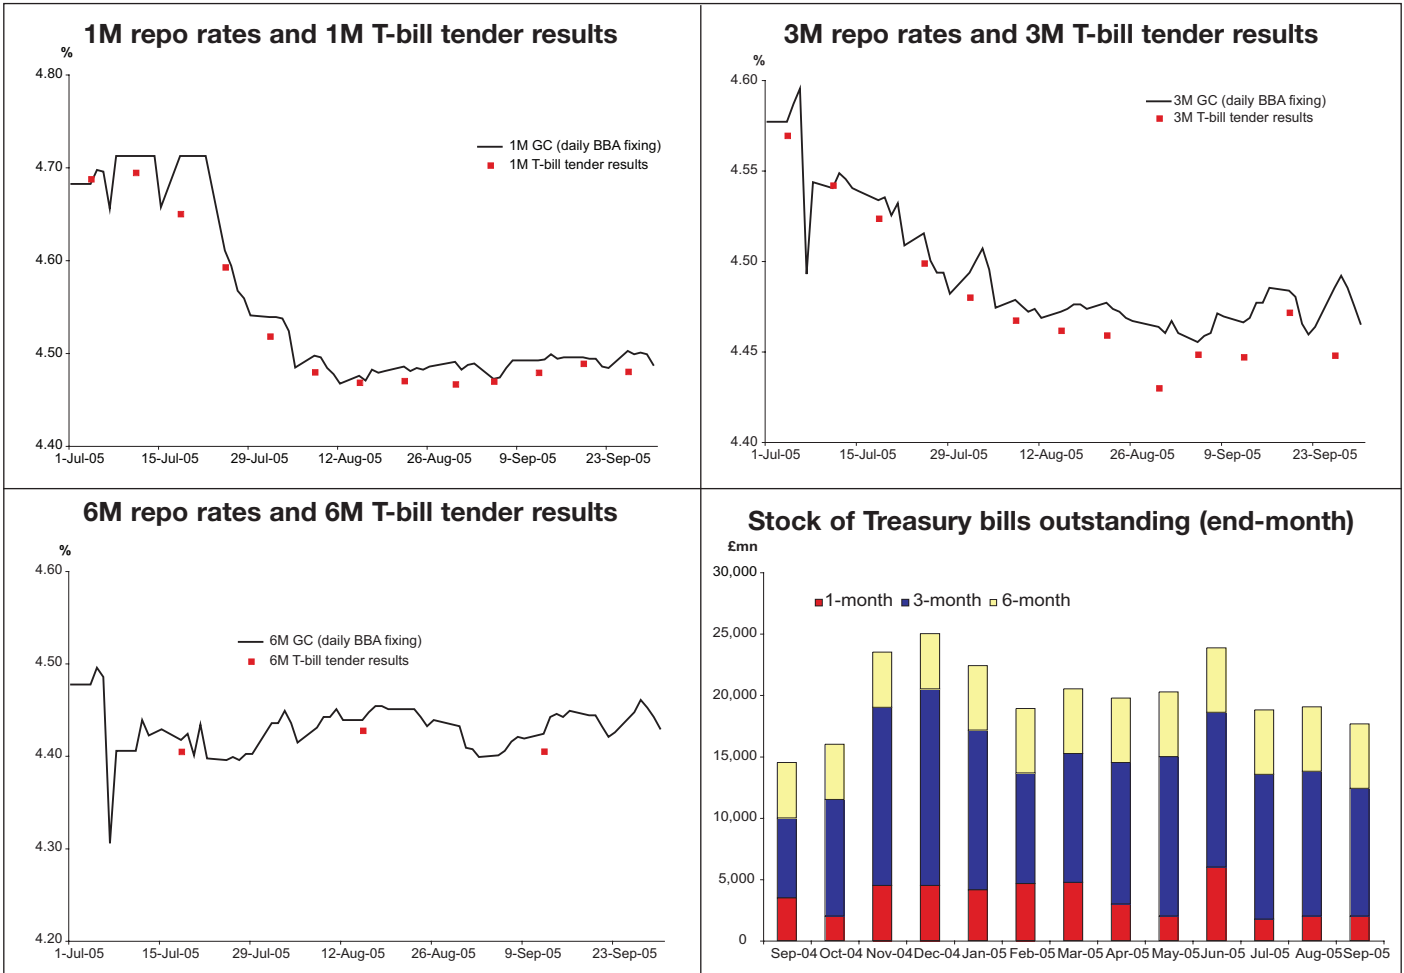 1M repo rates and 1M T-bill tender results
%
4.80
4.70
4.60
4.50
4.40
1M GC (daily BBA fixing)
1M T-bill tender results
1-Jul-05 15-Jul-05 29-Jul-05 12-Aug-05 26-Aug-05 9-Sep-05 23-Sep-05
3M repo rates and 3M T-bill tender results
%
4.60
4.55
4.50
4.45
4.40
3M GC (daily BBA fixing)
3M T-bill tender results
1-Jul-05 15-Jul-05 29-Jul-05 12-Aug-05 26-Aug-05 9-Sep-05 23-Sep-05
6M repo rates and 6M T-bill tender results
%
4.60
4.50
4.40
4.30
4.20
6M GC (daily BBA fixing)
6M T-bill tender results
1-Jul-05 15-Jul-05 29-Jul-05 12-Aug-05 26-Aug-05 9-Sep-05 23-Sep-05
Stock of Treasury bills outstanding (end-month)
£mn
30,000
25,000
20,000
15,000
10,000
5,000
0
1-month 3-month 6-month
Sep-04 Oct-04 Nov-04 Dec-04 Jan-05 Feb-05 Mar-05 Apr-05 May-05 Jun-05 Jul-05 Aug-05 Sep-05